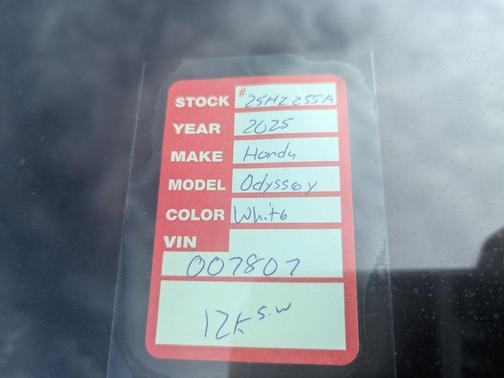 STOCK # 25HZ255A
YEAR 2025
MAKE Honda
MODEL Odyssey
COLOR White
VIN
007807
12K S.W